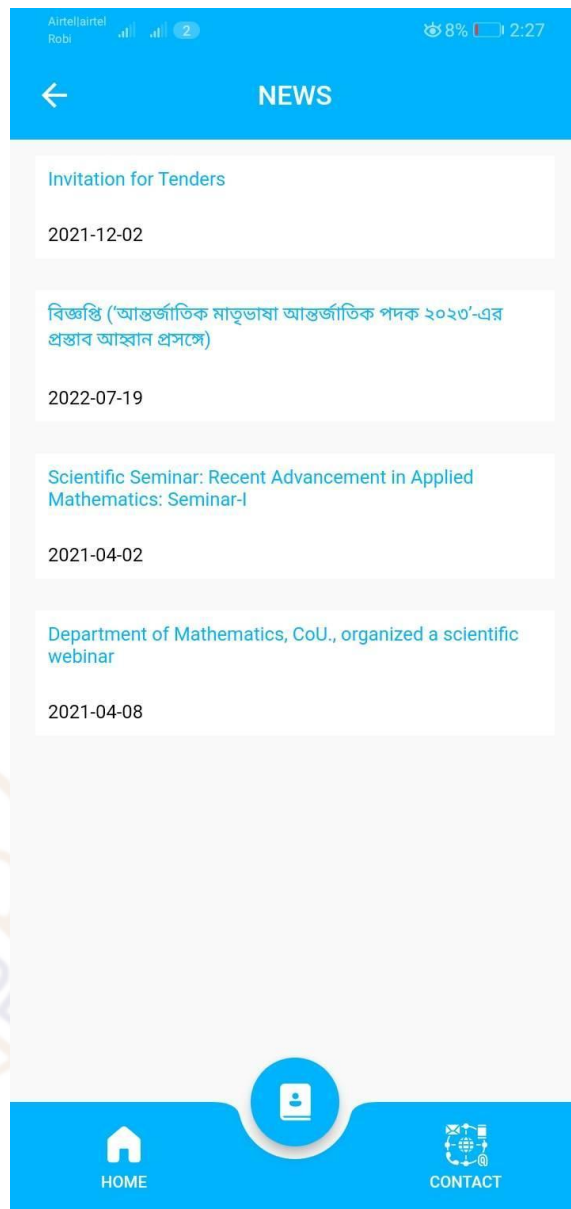 Airtel|airtel
Robi
2
8%
2:27
NEWS
Invitation for Tenders
2021-12-02
বিজ্ঞপ্তি (‘আন্তর্জাতিক মাতৃভাষা আন্তর্জাতিক পদক ২০২৩’-এর
প্রস্তাব আহ্বান প্রসঙ্গে)
2022-07-19
Scientific Seminar: Recent Advancement in Applied
Mathematics: Seminar-I
2021-04-02
Department of Mathematics, CoU., organized a scientific
webinar
2021-04-08
HOME
CONTACT